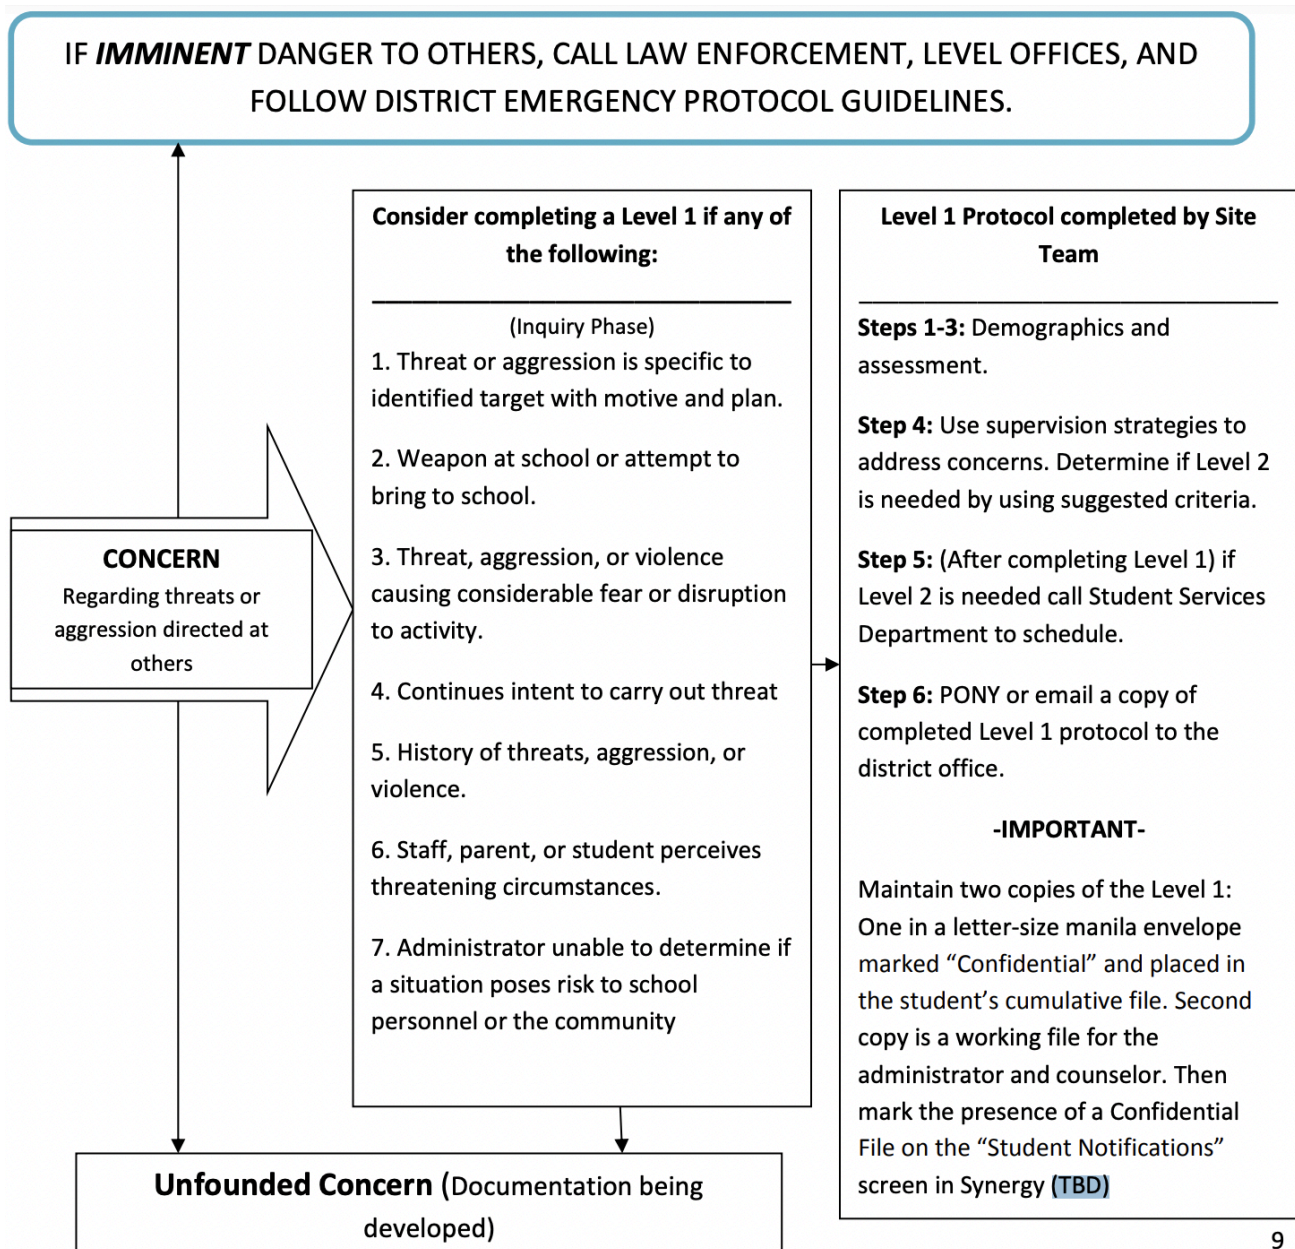 IF IMMINENT DANGER TO OTHERS, CALL LAW ENFORCEMENT, LEVEL OFFICES, AND
FOLLOW DISTRICT EMERGENCY PROTOCOL GUIDELINES.
CONCERN
Regarding threats or
aggression directed at
others
Consider completing a Level 1 if any of
the following:
(Inquiry Phase)
1. Threat or aggression is specific to
identified target with motive and plan.
2. Weapon at school or attempt to
bring to school.
3. Threat, aggression, or violence
causing considerable fear or disruption
to activity.
4. Continues intent to carry out threat
5. History of threats, aggression, or
violence.
6. Staff, parent, or student perceives
threatening circumstances.
7. Administrator unable to determine if
a situation poses risk to school
personnel or the community
Level 1 Protocol completed by Site
Team
Steps 1-3: Demographics and
assessment.
Step 4: Use supervision strategies to
address concerns. Determine if Level 2
is needed by using suggested criteria.
Step 5: (After completing Level 1) if
Level 2 is needed call Student Services
Department to schedule.
Step 6: PONY or email a copy of
completed Level 1 protocol to the
district office.
-IMPORTANT-
Maintain two copies of the Level 1:
One in a letter-size manila envelope
marked “Confidential” and placed in
the student’s cumulative file. Second
copy is a working file for the
administrator and counselor. Then
mark the presence of a Confidential
File on the “Student Notifications”
screen in Synergy (TBD)
Unfounded Concern (Documentation being
developed)
9